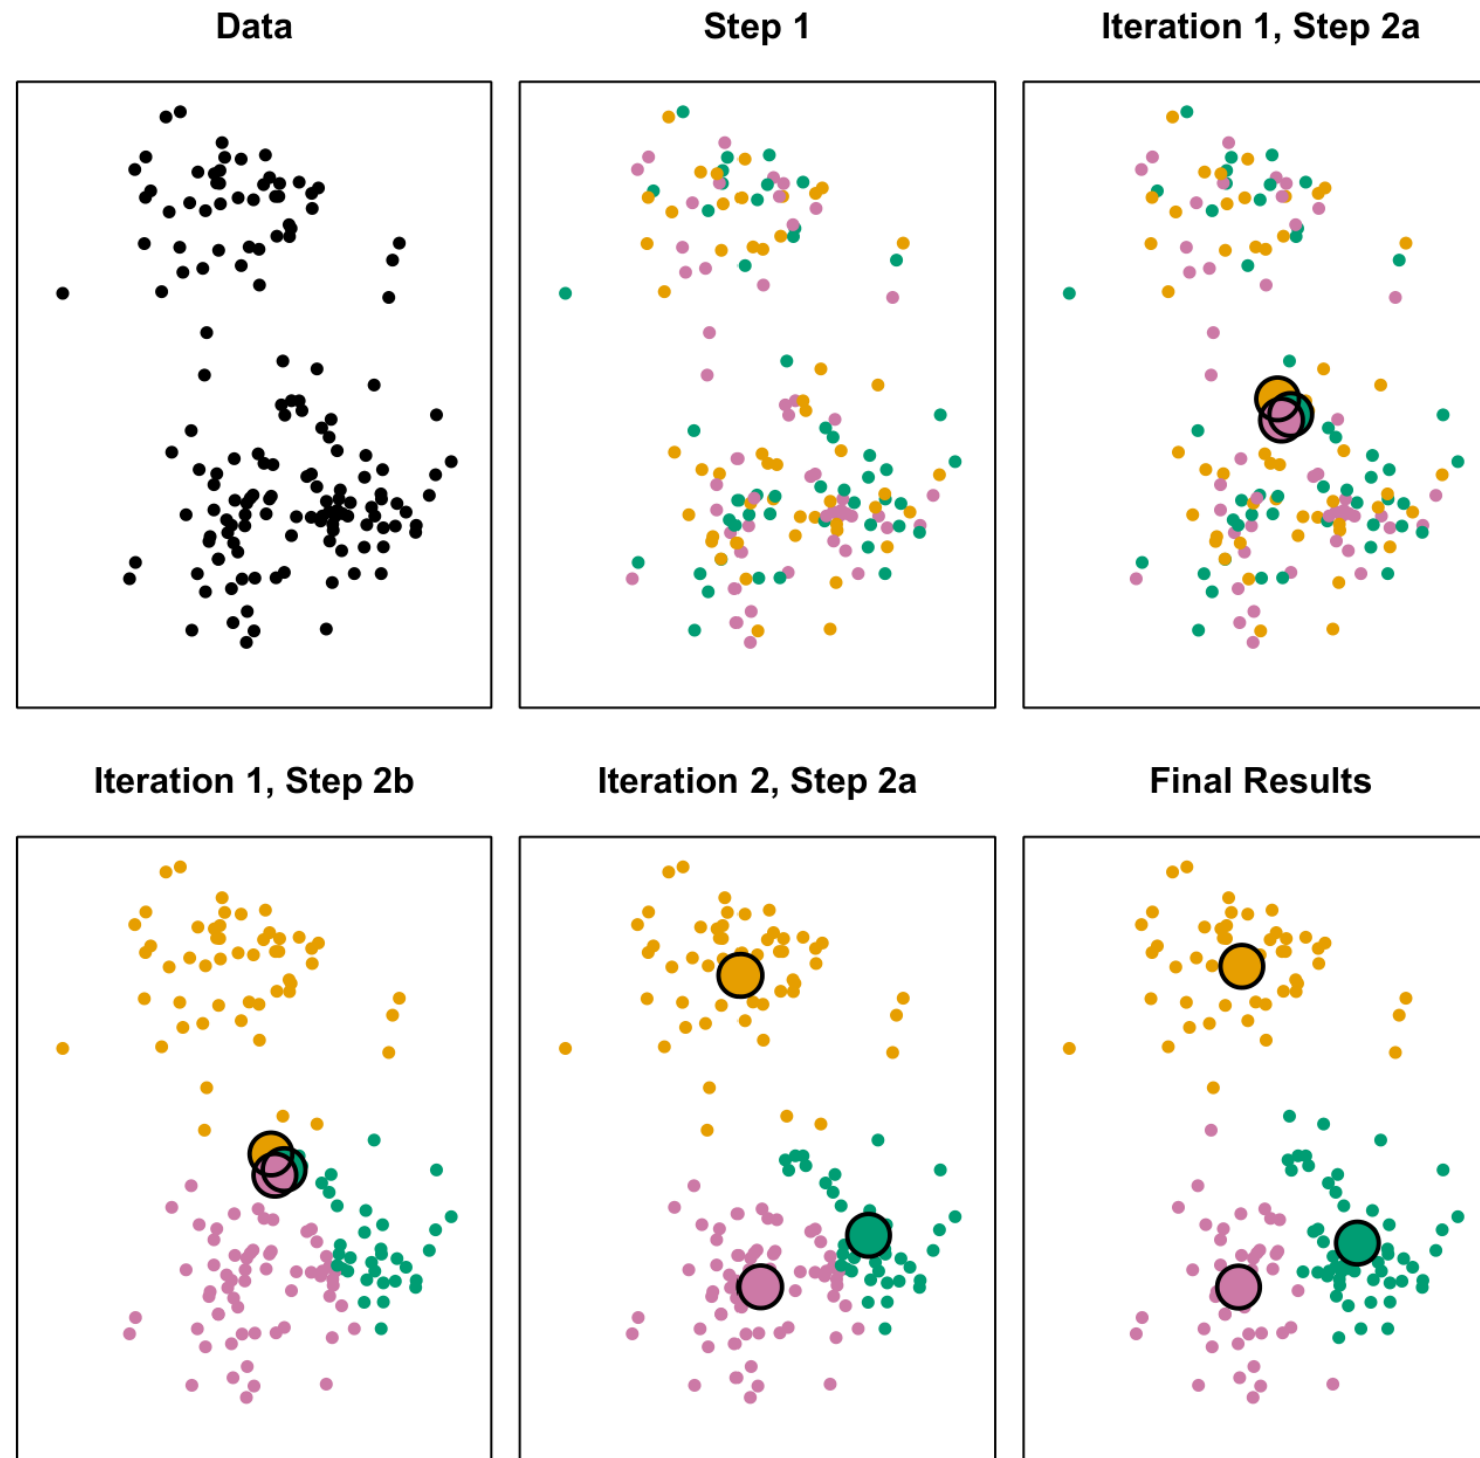 Data
Step 1
Iteration 1, Step 2a
Iteration 1, Step 2b
Iteration 2, Step 2a
Final Results